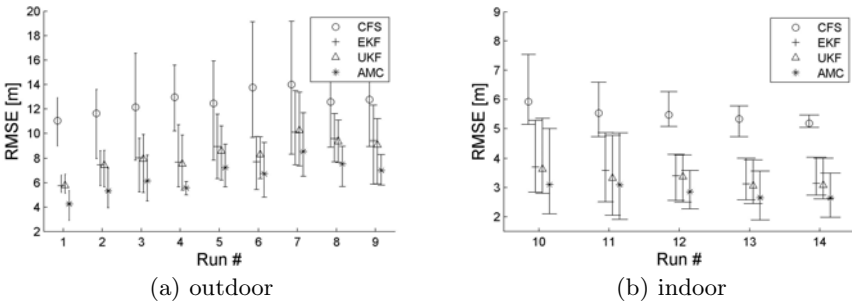 20
18
16
14
12
10
8
6
4
2
RMSE [m]
CFS
EKF
UKF
AMC
1 2 3 4 5 6 7 8 9
Run #
(a) outdoor
9
8
7
6
5
4
3
2
RMSE [m]
CFS
EKF
UKF
AMC
10 11 12 13 14
Run #
(b) indoor